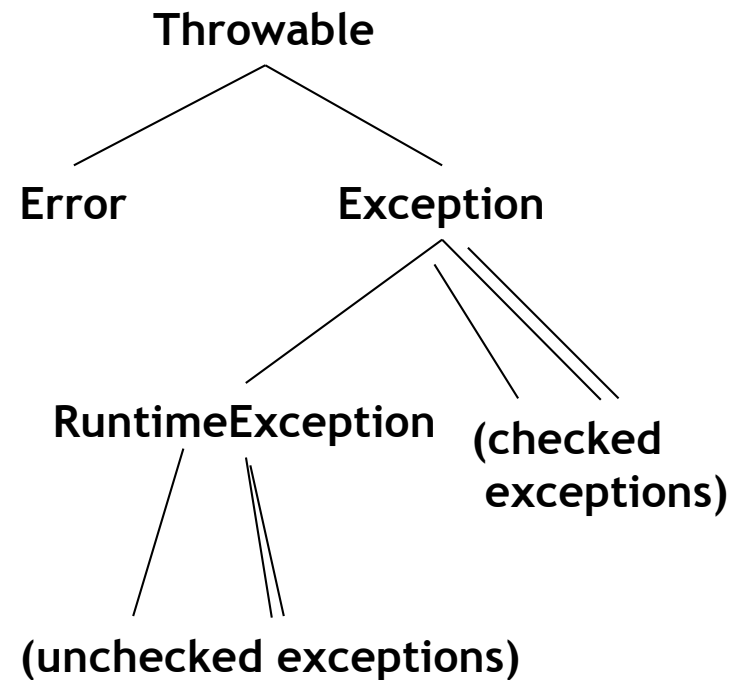 Throwable
Error
Exception
RuntimeException
(checked
exceptions)
(unchecked exceptions)